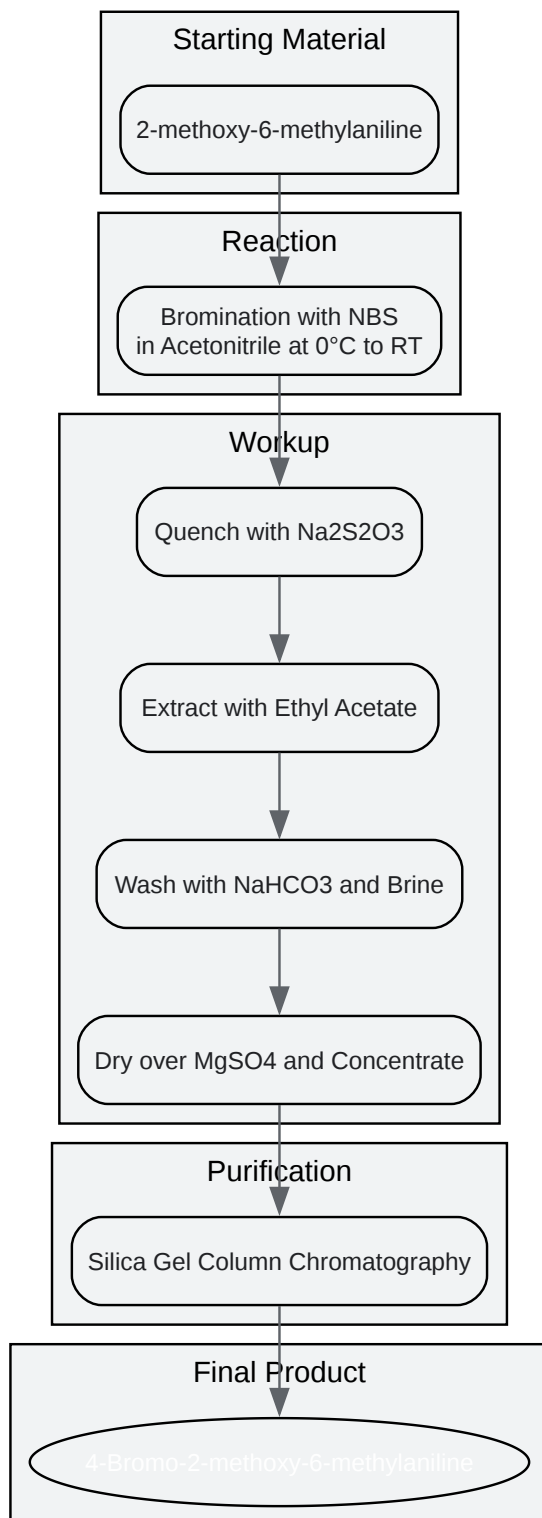 Starting Material
2-methoxy-6-methylaniline
Reaction
Bromination with NBS
in Acetonitrile at 0°C to RT
Workup
Quench with Na2S2O3
Extract with Ethyl Acetate
Wash with NaHCO3 and Brine
Dry over MgSO4 and Concentrate
Purification
Silica Gel Column Chromatography
Final Product
4-Bromo-2-methoxy-6-methylaniline